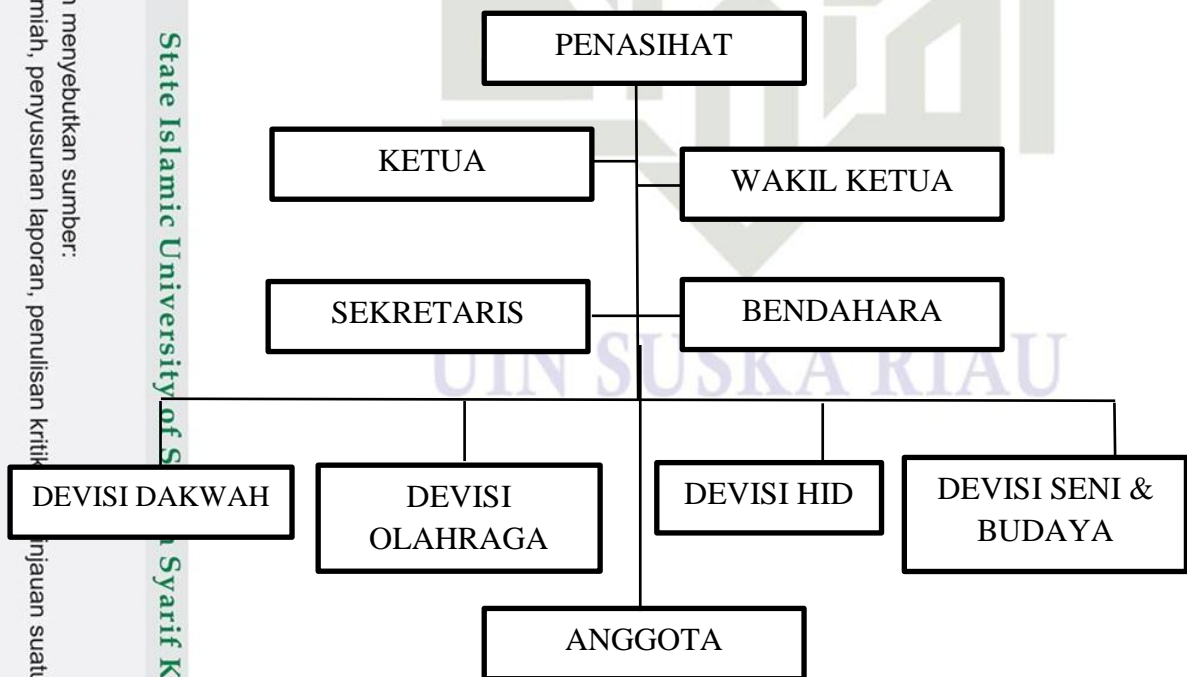 PENASIHAT
KETUA
WAKIL KETUA
SEKRETARIS
BENDAHARA
UIN SUSKA RIAU
DEVISI DAKWAH
DEVISI
OLAHRAGA
DEVISI HID
DEVISI SENI &
BUDAYA
ANGGOTA
State Islamic University of S Syarif K
menyebutkan sumber:
penyusunan laporan, penulisan kritik injauan suatu